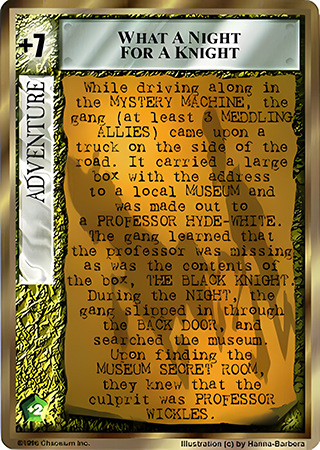 +7
WHAT A NIGHT
FOR A KNIGHT
ADVENTURE
While driving along in
the MYSTERY MACHINE, the
gang (at least 3 MEDDLING
ALLIES) came upon a
truck on the side of the
road. It carried a large
box with the address
to a local MUSEUM and
was made out to
a PROFESSOR HYDE-WHITE.
The gang learned that
the professor was missing
as was the contents of
the box, THE BLACK KNIGHT.
During the NIGHT, the
gang slipped in through
the BACK DOOR, and
searched the museum.
Upon finding the
MUSEUM SECRET ROOM,
they knew that the
culprit was PROFESSOR
WICKLES.
+2
©1996 Chaosium Inc.
Illustration (c) by Hanna-Barbera